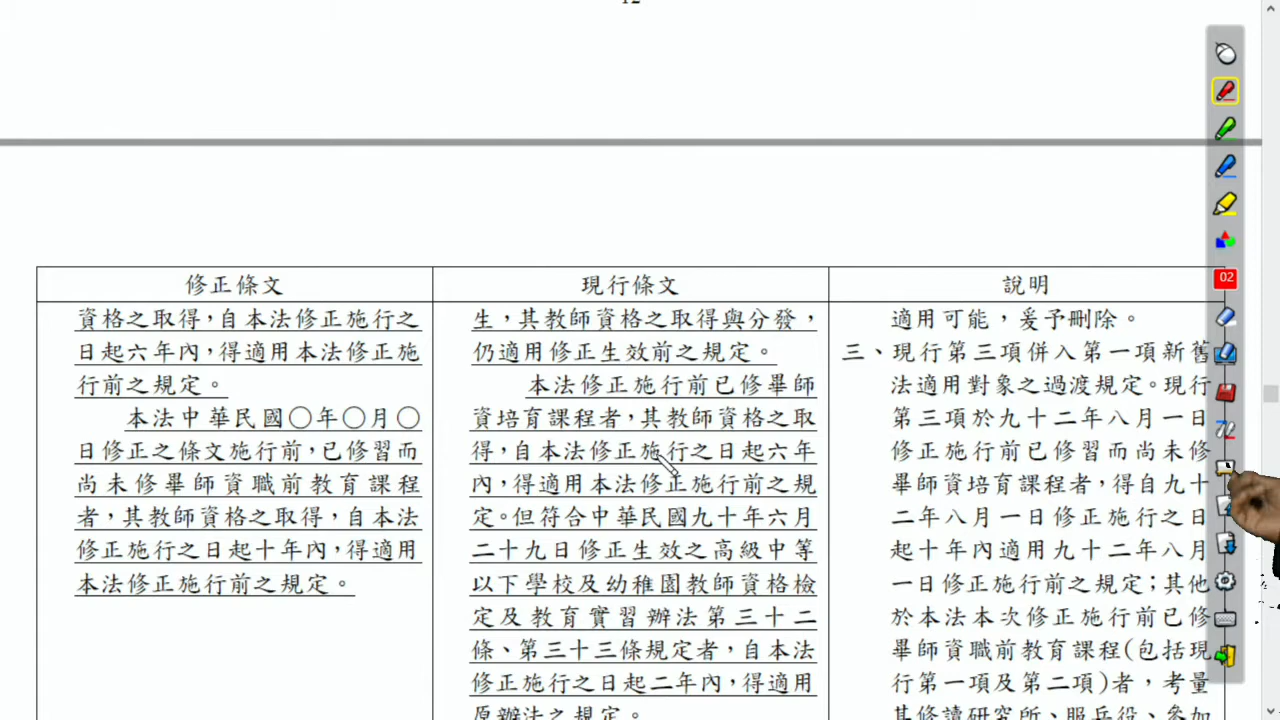 12
修正條文
資格之取得，自本法修正施行之
日起六年內，得適用本法修正施
行前之規定。
本法中華民國〇年〇月〇
日修正之條文施行前，已修習而
尚未修畢師資職前教育課程
者，其教師資格之取得，自本法
修正施行之日起十年內，得適用
本法修正施行前之規定。
現行條文
生，其教師資格之取得與分發，
仍適用修正生效前之規定。
本法修正施行前已修畢師
資培育課程者，其教師資格之取
得，自本法修正施行之日起六年
內，得適用本法修正施行前之規
定。但符合中華民國九十年六月
二十九日修正生效之高級中等
以下學校及幼稚園教師資格檢
定及教育實習辦法第三十二
條、第三十三條規定者，自本法
修正施行之日起二年內，得適用
原辦法之規定。
說明
適用可能，爰予刪除。
三、現行第三項併入第一項新舊
法適用對象之過渡規定。現行
第三項於九十二年八月一日
修正施行前已修習而尚未修
畢師資培育課程者，得自九十
二年八月一日修正施行之日
起十年內適用九十二年八月
一日修正施行前之規定；其他
於本法本次修正施行前已修
畢師資職前教育課程(包括現
行第一項及第二項)者，考量
其修讀研究所、服兵役、參加
02